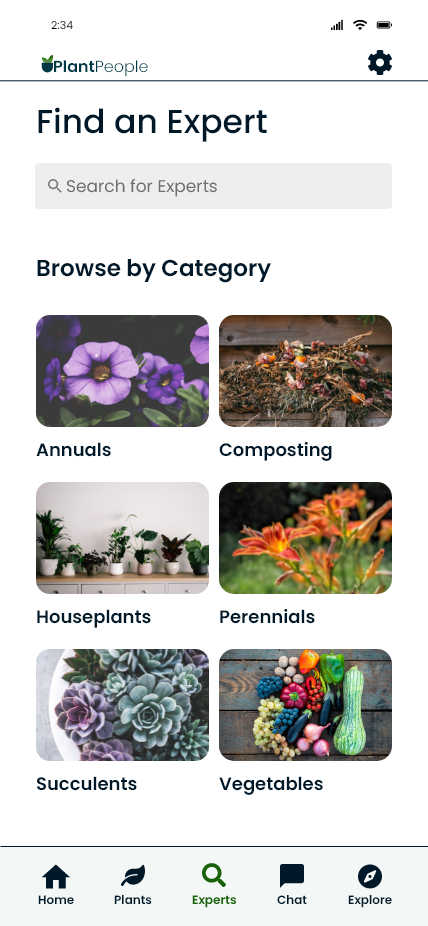 2:34
PlantPeople
Find an Expert
Search for Experts
Browse by Category
Annuals
Composting
Houseplants
Perennials
Succulents
Vegetables
Home
Plants
Experts
Chat
Explore